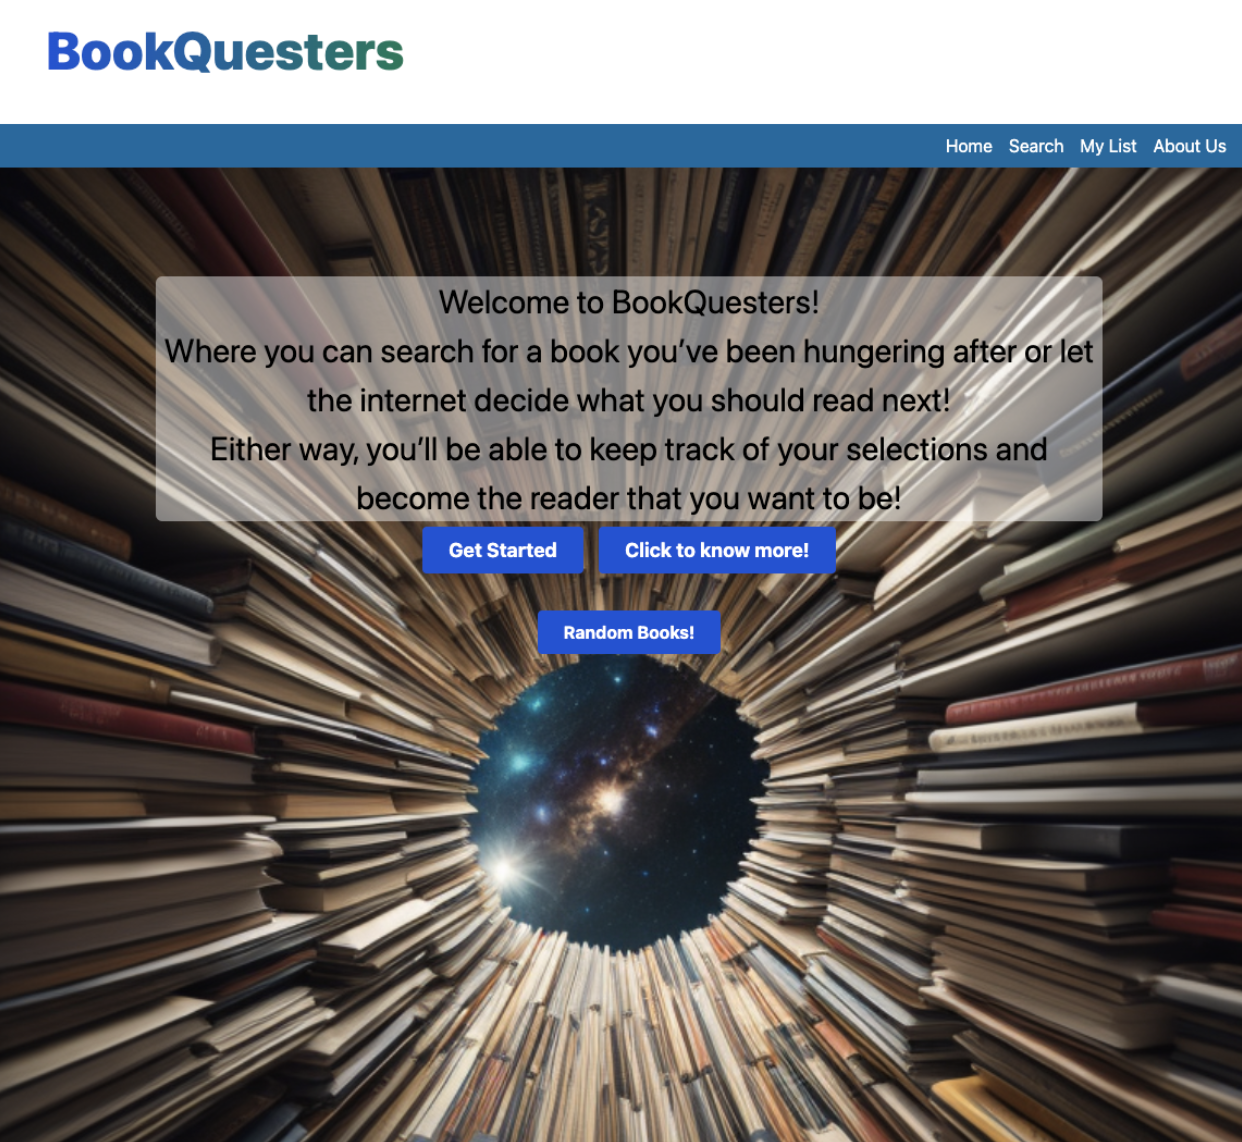 BookQuesters
Home Search My List About Us
Welcome to BookQuesters!
Where you can search for a book you've been hungering after or let
the internet decide what you should read next!
Either way, you'll be able to keep track of your selections and
become the reader that you want to be!
Get Started Click to know more!
Random Books!